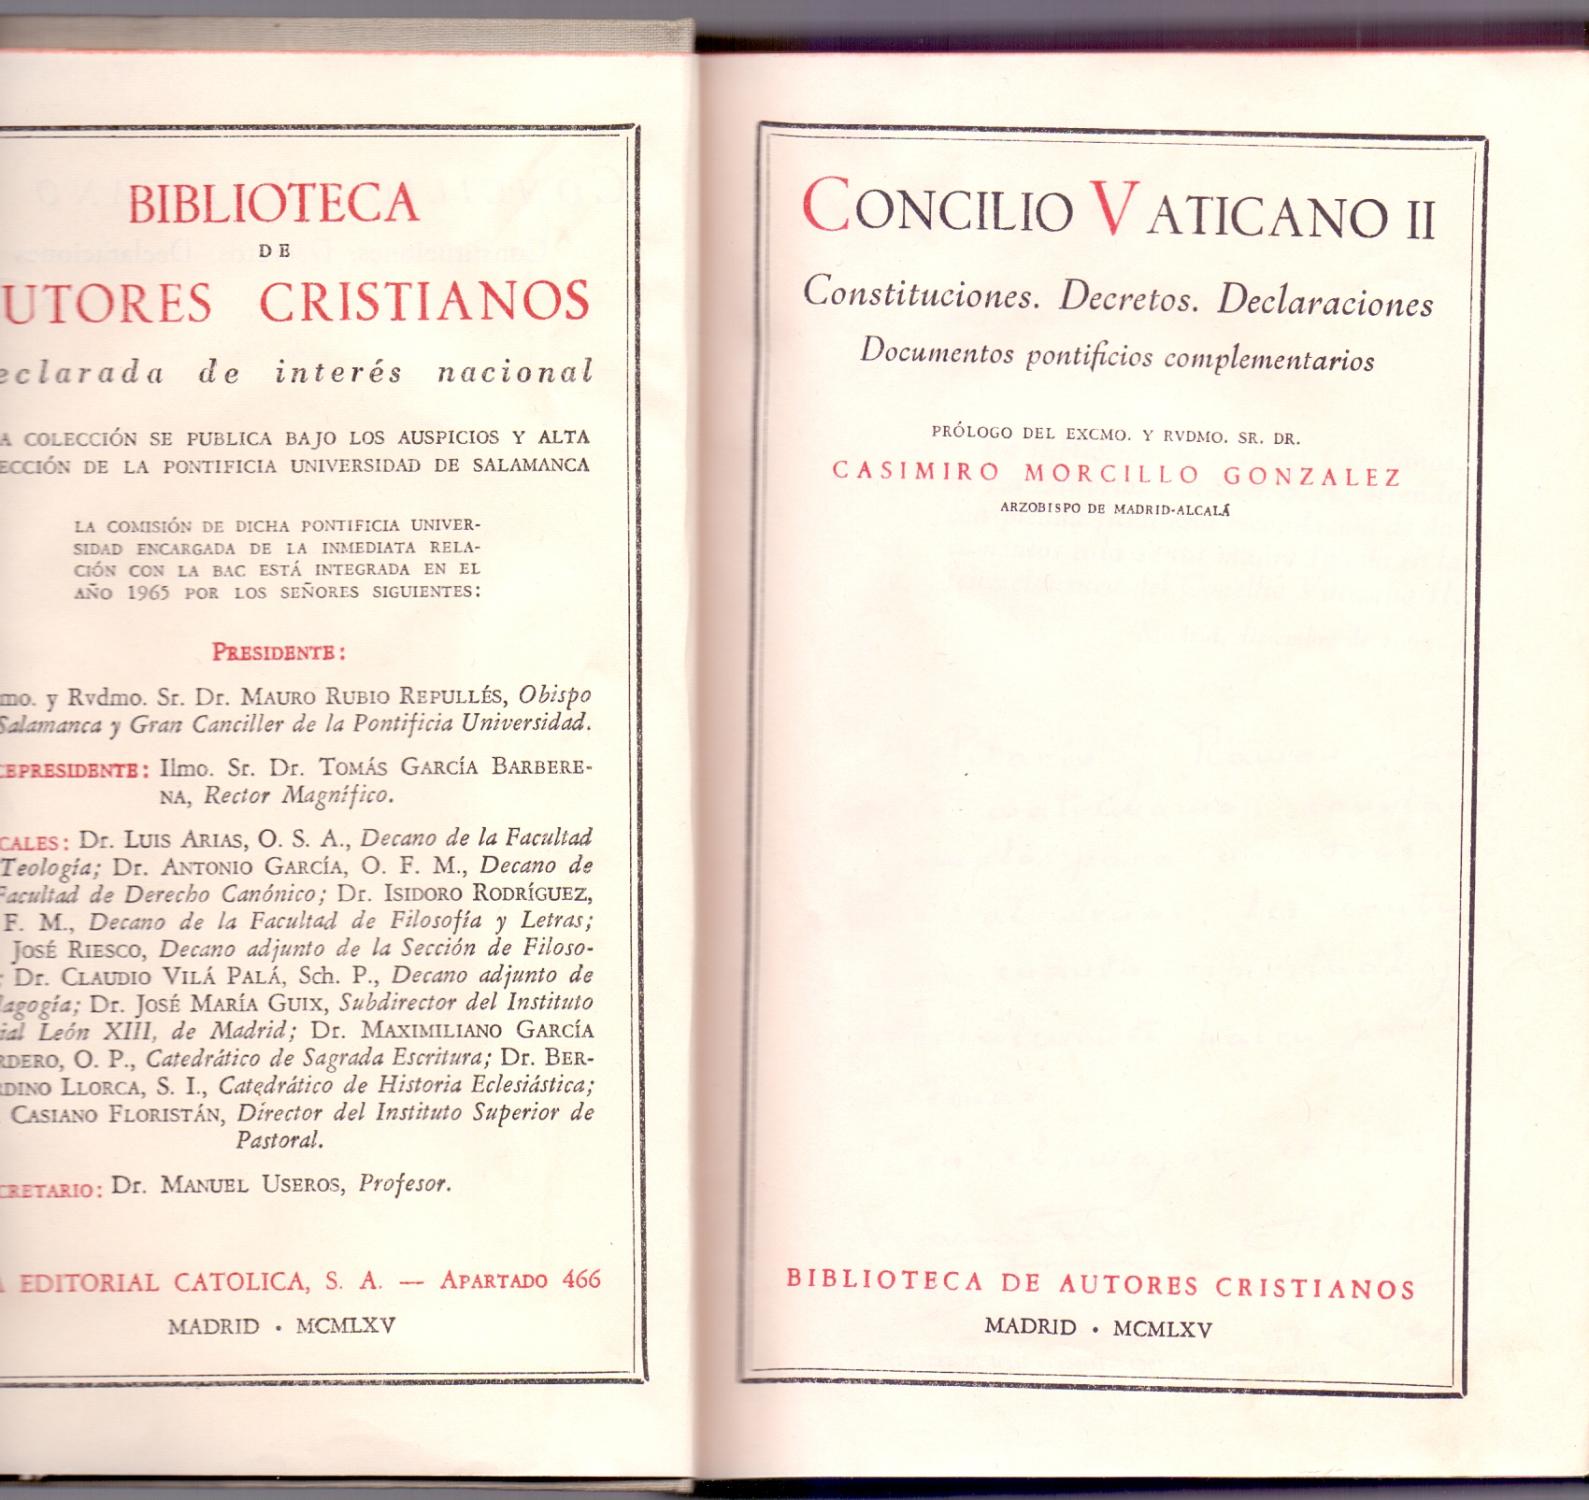 BIBLIOTECA
DE
UTORES CRISTIANOS
eclarada de interés nacional
A COLECCIÓN SE PUBLICA BAJO LOS AUSPICIOS Y ALTA
ECCIÓN DE LA PONTIFICIA UNIVERSIDAD DE SALAMANCA
LA COMISIÓN DE DICHA PONTIFICIA UNIVER-
SIDAD ENCARGADA DE LA INMEDIATA RELA-
CIÓN CON LA BAC ESTÁ INTEGRADA EN EL
AÑO 1965 POR LOS SEÑORES SIGUIENTES:
PRESIDENTE:
mo. y Rvdmo. Sr. Dr. MAURO RUBIO REPULLÉS, Obispo
Salamanca y Gran Canciller de la Pontificia Universidad.
CEPRESIDENTE: Ilmo. Sr. Dr. TOMÁS GARCÍA BARBERE-
NA, Rector Magnífico.
CALES: Dr. LUIS ARIAS, O. S. A., Decano de la Facultad
Teología; Dr. ANTONIO GARCÍA, O. F. M., Decano de
Facultad de Derecho Canónico; Dr. ISIDORO RODRÍGUEZ,
F. M., Decano de la Facultad de Filosofía y Letras;
JOSÉ RIESCO, Decano adjunto de la Sección de Filoso-
; Dr. CLAUDIO VILÁ PALÁ, Sch. P., Decano adjunto de
dagogía; Dr. JOSÉ MARÍA GUIX, Subdirector del Instituto
ial León XIII, de Madrid; Dr. MAXIMILIANO GARCÍA
RDERO, O. P., Catedrático de Sagrada Escritura; Dr. BER-
RDINO LLORCA, S. I., Catedrático de Historia Eclesiástica;
CASIANO FLORISTÁN, Director del Instituto Superior de
Pastoral.
CRETARIO: Dr. MANUEL USEROS, Profesor.
A EDITORIAL CATOLICA, S. A. — APARTADO 466
MADRID • MCMLXV
CONCILIO VATICANO II
Constituciones. Decretos. Declaraciones
Documentos pontificios complementarios
PRÓLOGO DEL EXCMO. Y RVDMO. SR. DR.
CASIMIRO MORCILLO GONZALEZ
ARZOBISPO DE MADRID-ALCALÁ
BIBLIOTECA DE AUTORES CRISTIANOS
MADRID • MCMLXV